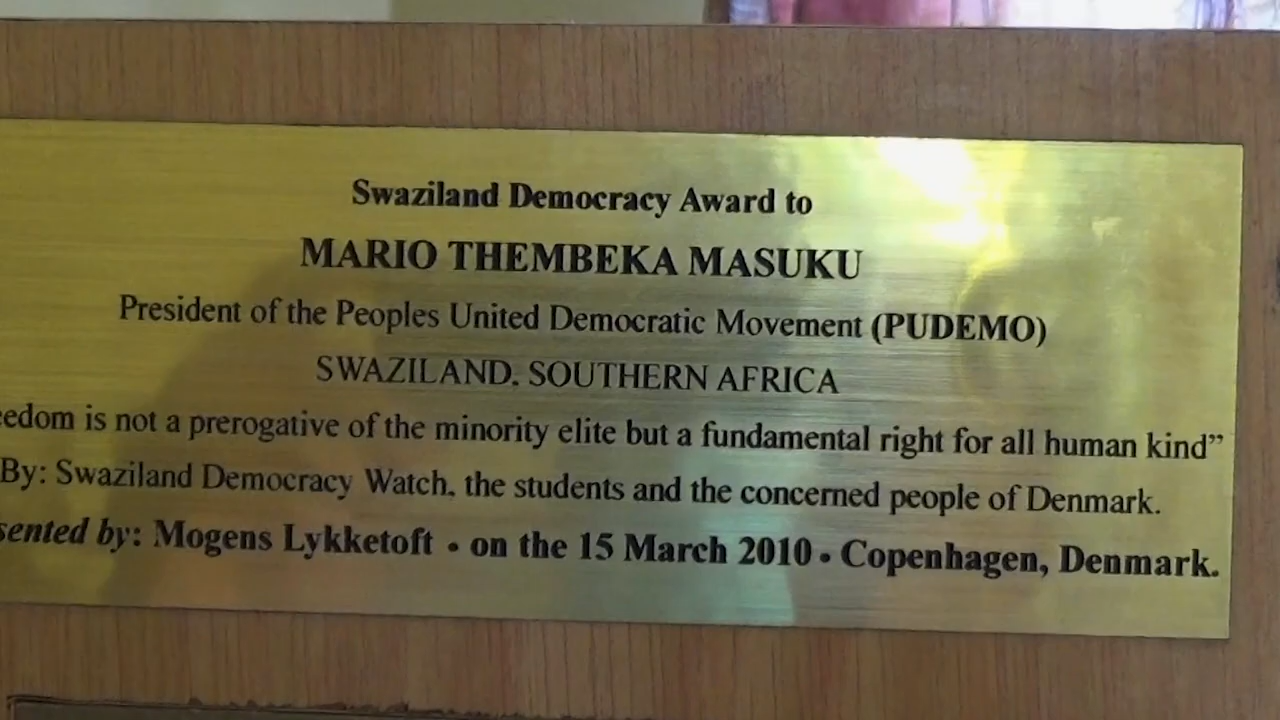 Swaziland Democracy Award to
MARIO THEMBEKA MASUKU
President of the Peoples United Democratic Movement (PUDEMO)
SWAZILAND. SOUTHERN AFRICA
edom is not a prerogative of the minority elite but a fundamental right for all human kind”
By: Swaziland Democracy Watch, the students and the concerned people of Denmark.
sented by: Mogens Lykketoft • on the 15 March 2010 • Copenhagen, Denmark.